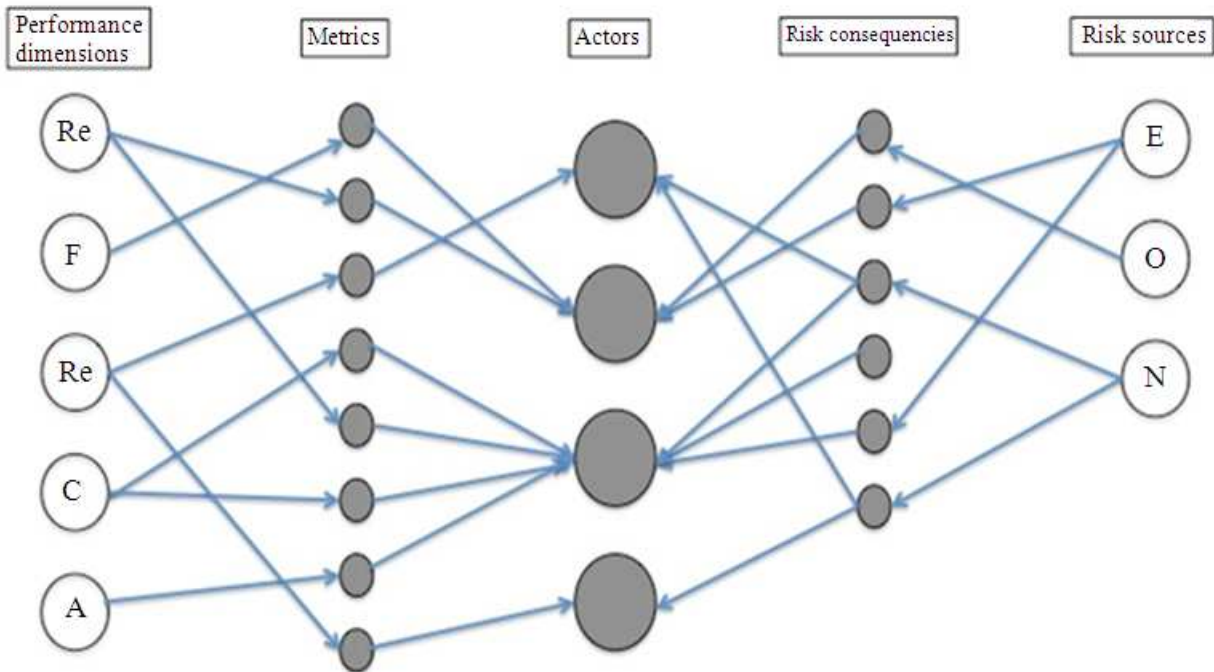 Performance
dimensions
Metrics
Actors
Risk consequencies
Risk sources
Re
F
Re
C
A
E
O
N